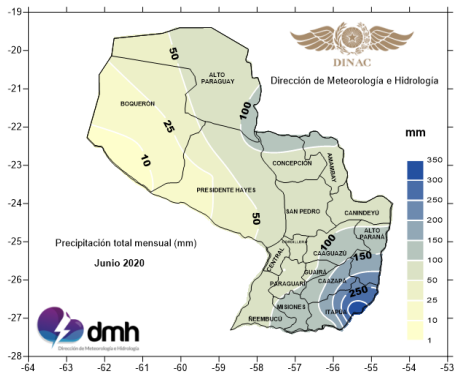 DINAC
Dirección de Meteorología e Hidrología
Precipitación total mensual (mm)
Junio 2020
dmh
Dirección de Meteorología e Hidrología
ALTO
PARAGUAY
BOQUERÓN
PRESIDENTE HAYES
CONCEPCIÓN
AMAMBAY
SAN PEDRO
CANINDEYÚ
CORDILLERA
CENTRAL
CAAGUAZÚ
ALTO
PARANÁ
GUAIRÁ
CAAZAPÁ
PARAGUARÍ
MISIONES
ITAPÚA
ÑEEMBUCÚ
50
25
10
100
50
100
150
250
mm
350
300
250
200
150
100
50
25
10
1
-19
-20
-21
-22
-23
-24
-25
-26
-27
-28
-64
-63
-62
-61
-60
-59
-58
-57
-56
-55
-54
-53